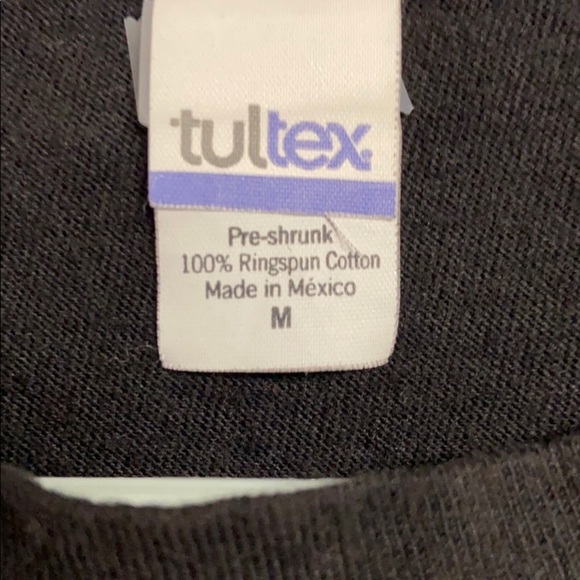 tultex
Pre-shrunk
100% Ringspun Cotton
Made in México
M